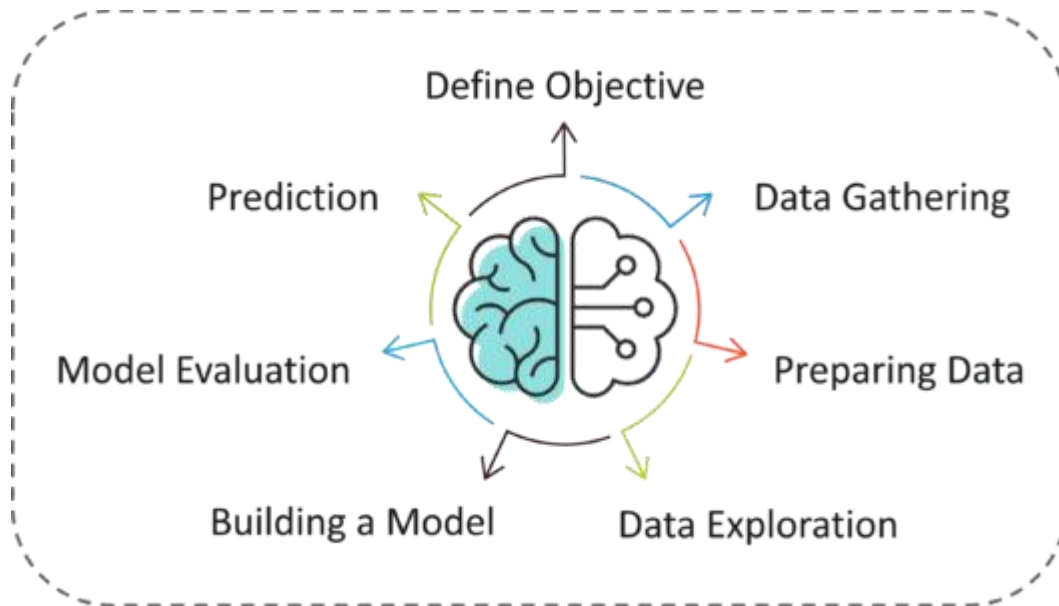 Define Objective
Data Gathering
Preparing Data
Data Exploration
Building a Model
Model Evaluation
Prediction